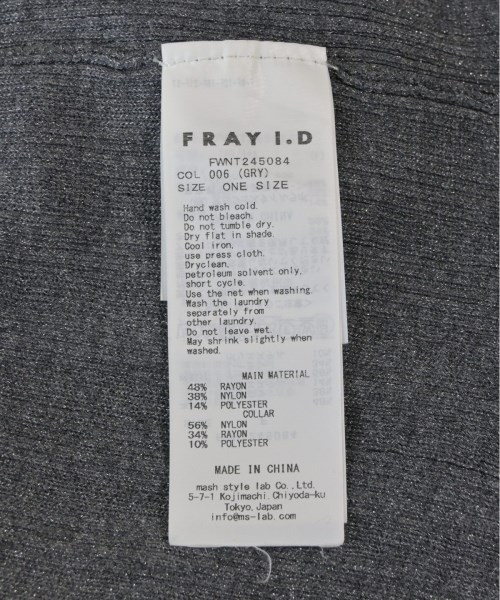 FRAY I.D
FWNT245084
COL 006 (GRY)
SIZE ONE SIZE
Hand wash cold.
Do not bleach.
Do not tumble dry.
Dry flat in shade.
Cool iron,
use press cloth.
Dryclean,
petroleum solvent only,
short cycle.
Use the net when washing.
Wash the laundry
separately from
other laundry.
Do not leave wet.
May shrink slightly when
washed.
MAIN MATERIAL
48% RAYON
38% NYLON
14% POLYESTER
COLLAR
56% NYLON
34% RAYON
10% POLYESTER
MADE IN CHINA
mash style lab Co.,Ltd.
5-7-1 Kojimachi,Chiyoda-ku
Tokyo,Japan
info@ms-lab.com